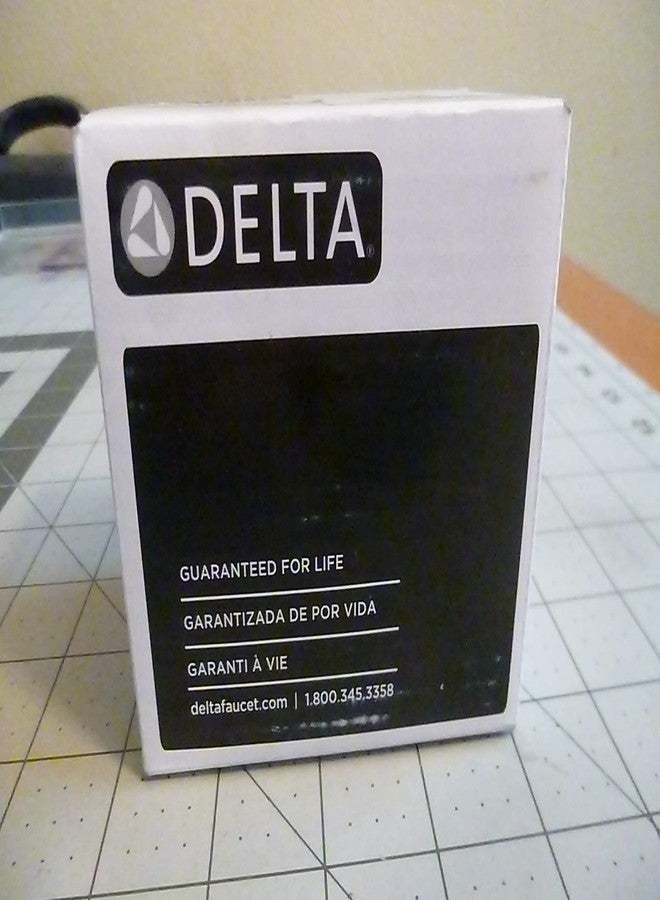 DELTA
GUARANTEED FOR LIFE
GARANTIZADA DE POR VIDA
GARANTI À VIE
deltafaucet.com | 1.800.345.3358